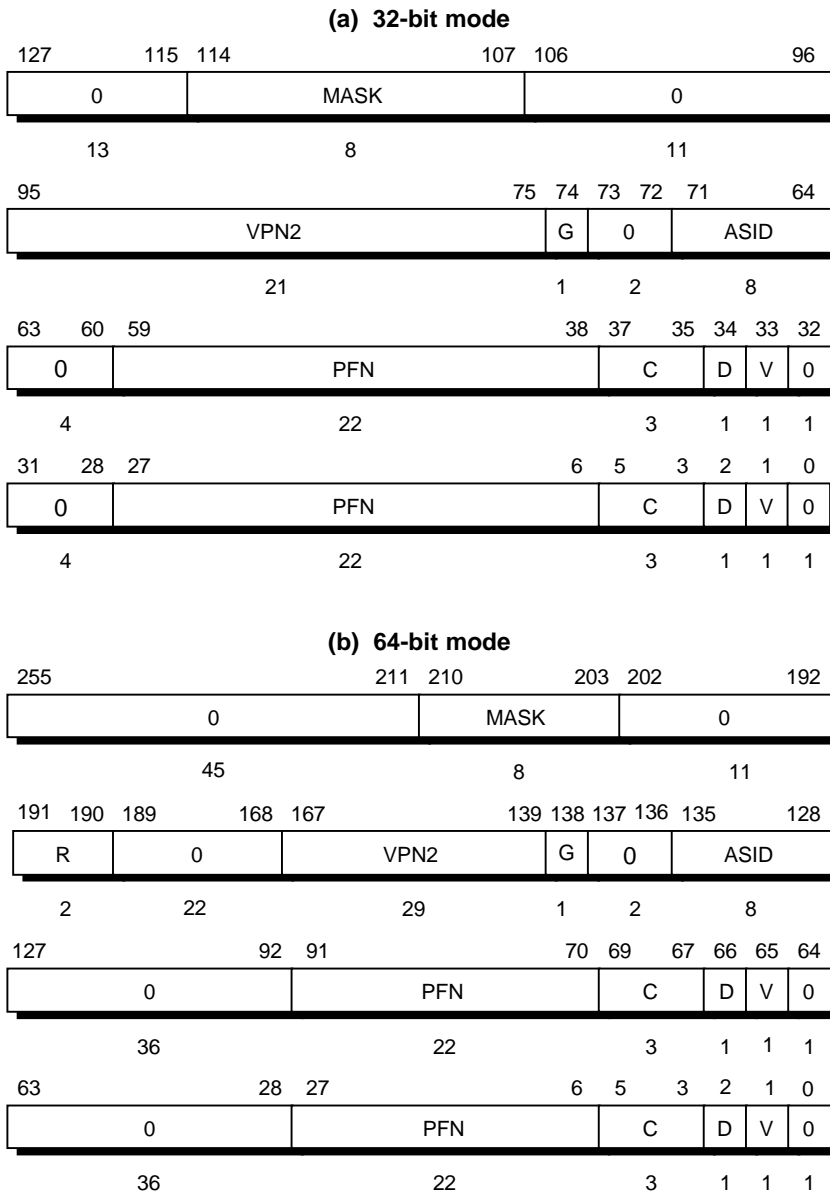 (a) 32-bit mode
127 115 114 107 106 96
0 MASK 0
13 8 11
95 75 74 73 72 71 64
VPN2 G 0 ASID
21 1 2 8
63 60 59 38 37 35 34 33 32
0 PFN C D V 0
4 22 3 1 1 1
31 28 27 6 5 3 2 1 0
0 PFN C D V 0
4 22 3 1 1 1
(b) 64-bit mode
255 211 210 203 202 192
0 MASK 0
45 8 11
191 190 189 168 167 139 138 137 136 135 128
R 0 VPN2 G 0 ASID
2 22 29 1 2 8
127 92 91 70 69 67 66 65 64
0 PFN C D V 0
36 22 3 1 1 1
63 28 27 6 5 3 2 1 0
0 PFN C D V 0
36 22 3 1 1 1